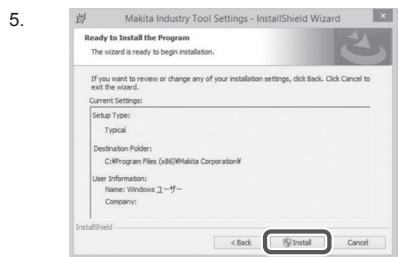 5.
Makita Industry Tool Settings - InstallShield Wizard
Ready to Install the Program
The wizard is ready to begin installation.
If you want to review or change any of your installation settings, click Back. Click Cancel to
exit the wizard.
Current Settings:
Setup Type:
Typical
Destination Folder:
C:¥Program Files (x86)¥Makita Corporation¥
User Information:
Name: Windows ユーザー
Company:
InstallShield
< Back
Install
Cancel